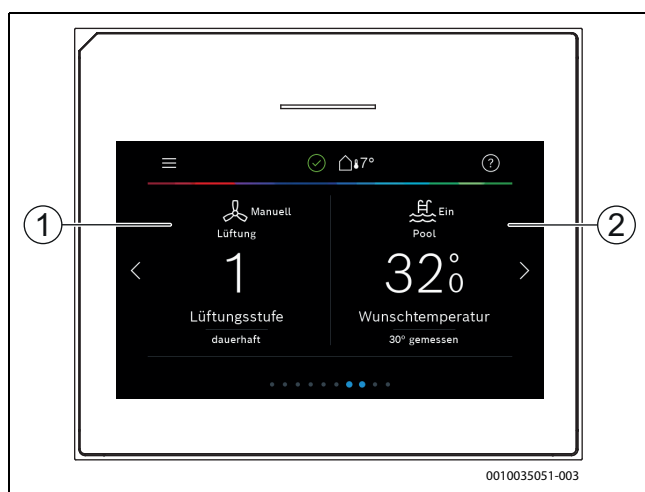 7°
?
1
Manuell
Lüftung
1
Lüftungsstufe
dauerhaft
Ein
Pool
32°0
Wunschtemperatur
30° gemessen
2
0010035051-003